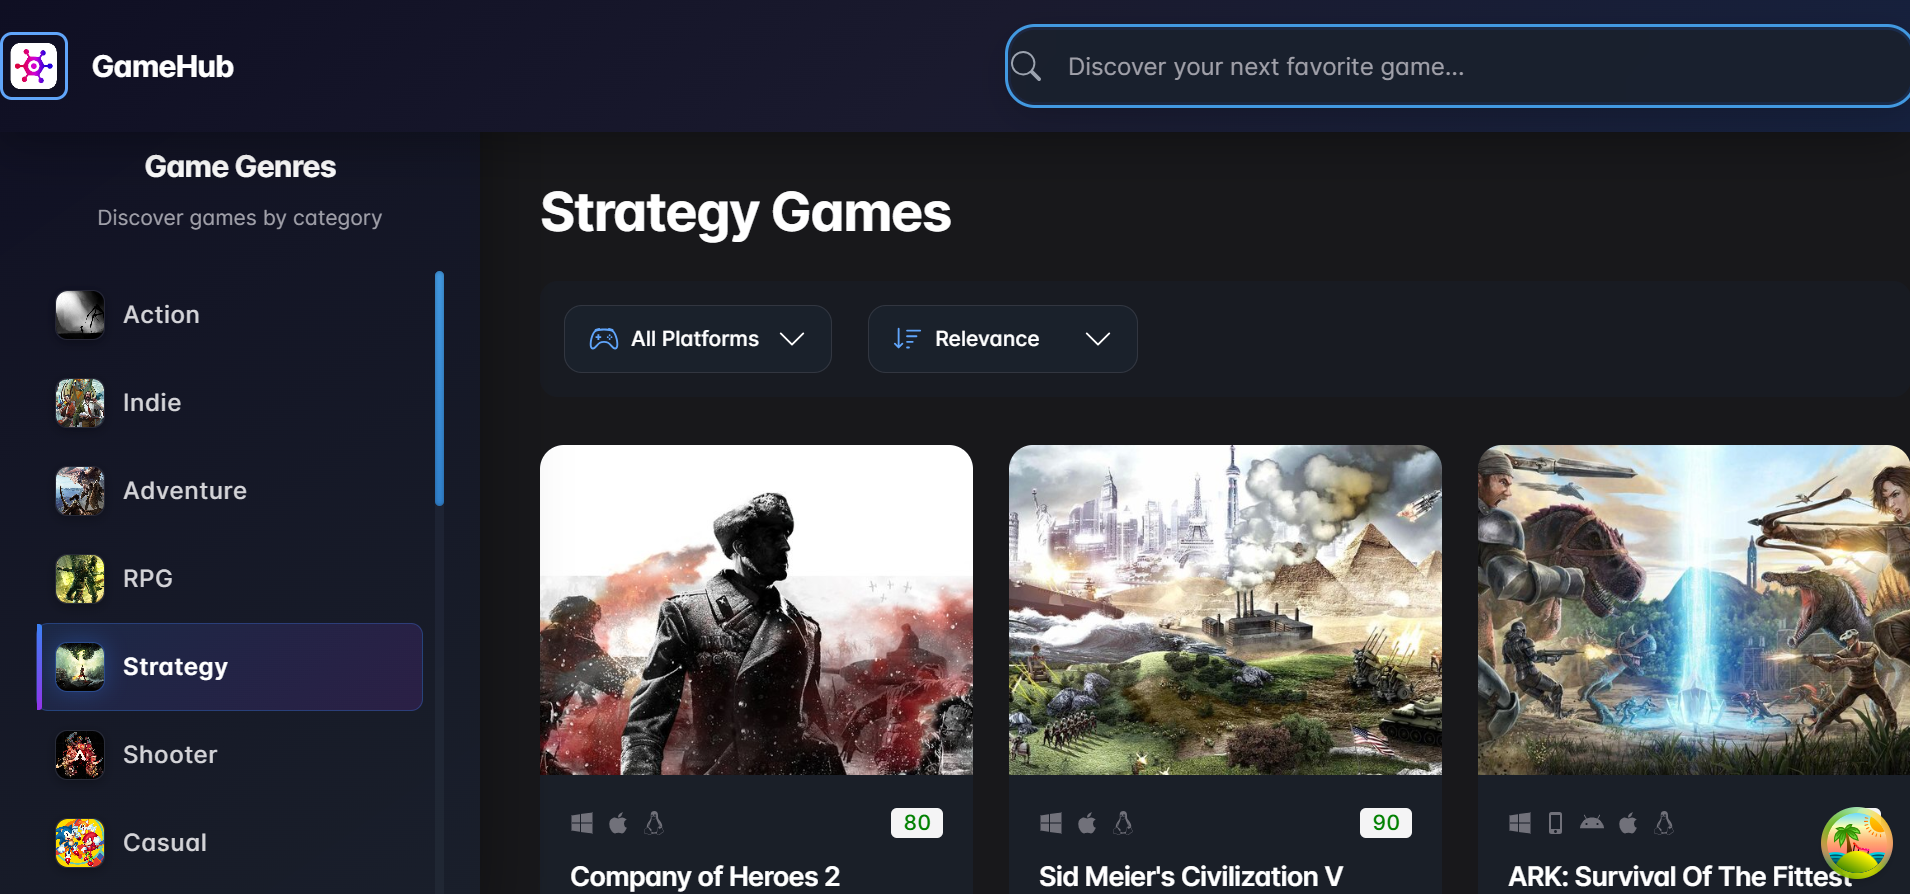 GameHub
Discover your next favorite game...
Game Genres
Discover games by category
Action
Indie
Adventure
RPG
Strategy
Shooter
Casual
Strategy Games
All Platforms
Relevance
80
Company of Heroes 2
90
Sid Meier's Civilization V
ARK: Survival Of The Fittest